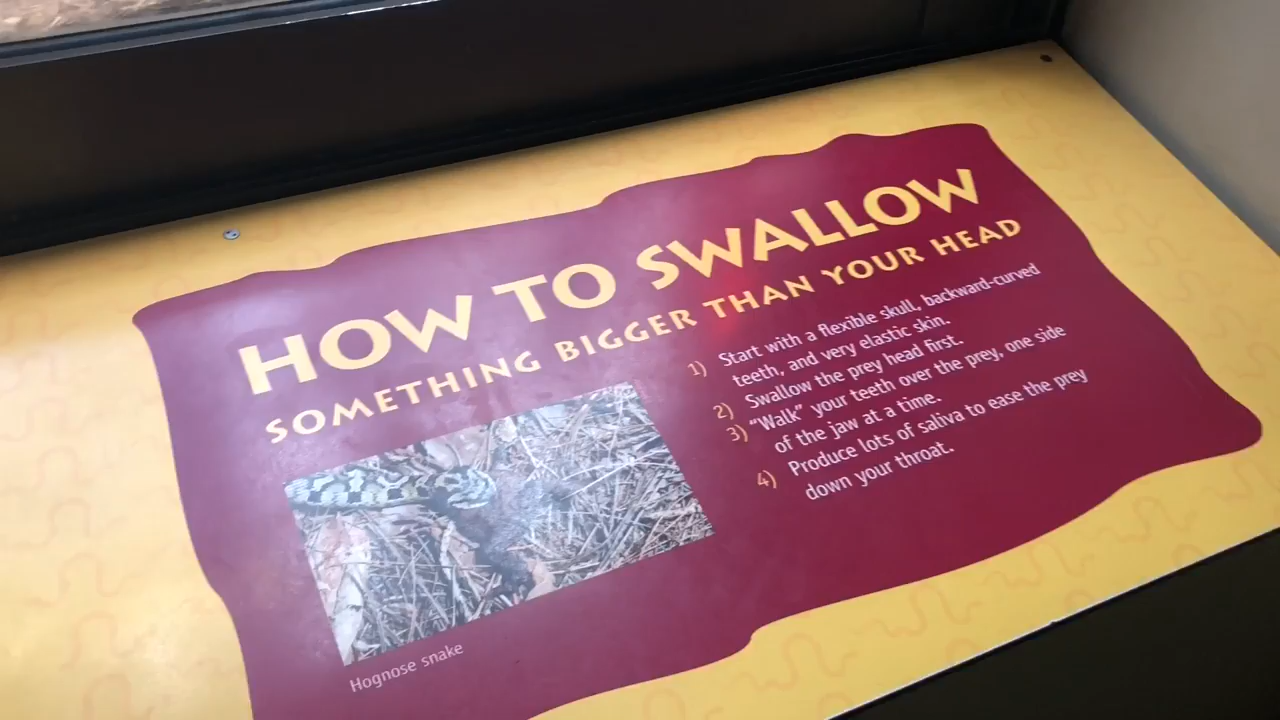 HOW TO SWALLOW
SOMETHING BIGGER THAN YOUR HEAD
1) Start with a flexible skull, backward-curved
teeth, and very elastic skin.
2) Swallow the prey head first.
3) “Walk” your teeth over the prey, one side
of the jaw at a time.
4) Produce lots of saliva to ease the prey
down your throat.
Hognose snake